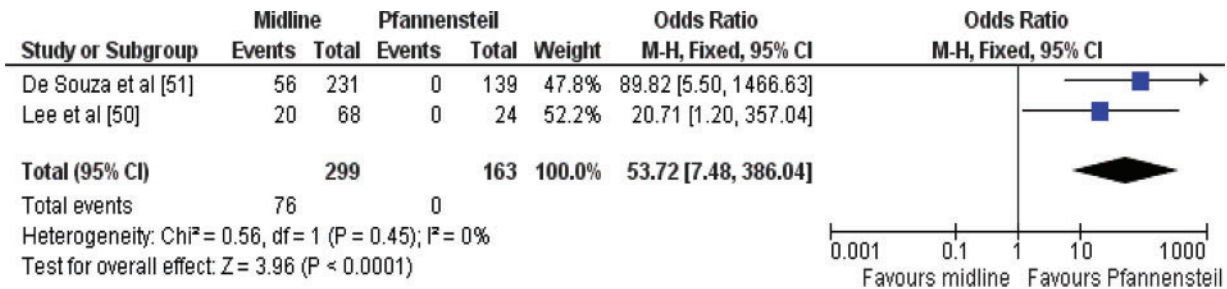 Midline Pfannensteil Odds Ratio Odds Ratio
Study or Subgroup Events Total Events Total Weight M-H, Fixed, 95% CI M-H, Fixed, 95% CI
De Souza et al [51] 56 231 0 139 47.8% 89.82 [5.50, 1466.63]
Lee et al [50] 20 68 0 24 52.2% 20.71 [1.20, 357.04]
Total (95% CI) 299 163 100.0% 53.72 [7.48, 386.04]
Total events 76 0
Heterogeneity: Chi² = 0.56, df = 1 (P = 0.45); I² = 0%
Test for overall effect: Z = 3.96 (P < 0.0001)
0.001 0.1 1 10 1000
Favours midline Favours Pfannensteil